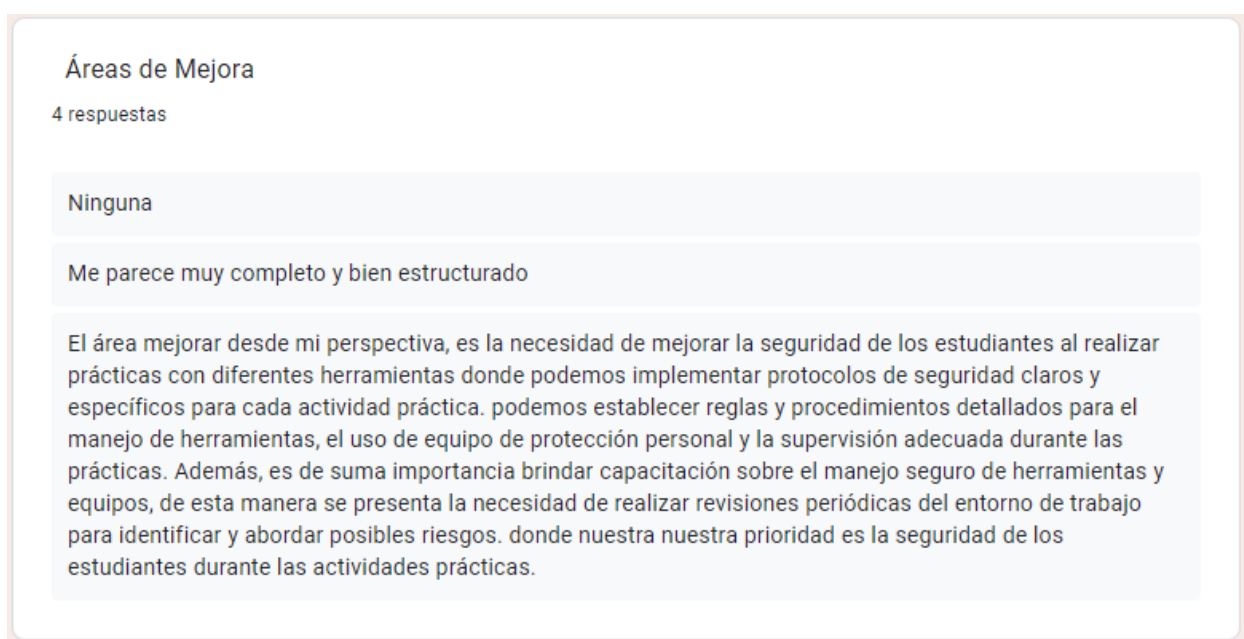 Áreas de Mejora
4 respuestas
Ninguna
Me parece muy completo y bien estructurado
El área mejorar desde mi perspectiva, es la necesidad de mejorar la seguridad de los estudiantes al realizar
prácticas con diferentes herramientas donde podemos implementar protocolos de seguridad claros y
específicos para cada actividad práctica. podemos establecer reglas y procedimientos detallados para el
manejo de herramientas, el uso de equipo de protección personal y la supervisión adecuada durante las
prácticas. Además, es de suma importancia brindar capacitación sobre el manejo seguro de herramientas y
equipos, de esta manera se presenta la necesidad de realizar revisiones periódicas del entorno de trabajo
para identificar y abordar posibles riesgos. donde nuestra nuestra prioridad es la seguridad de los
estudiantes durante las actividades prácticas.